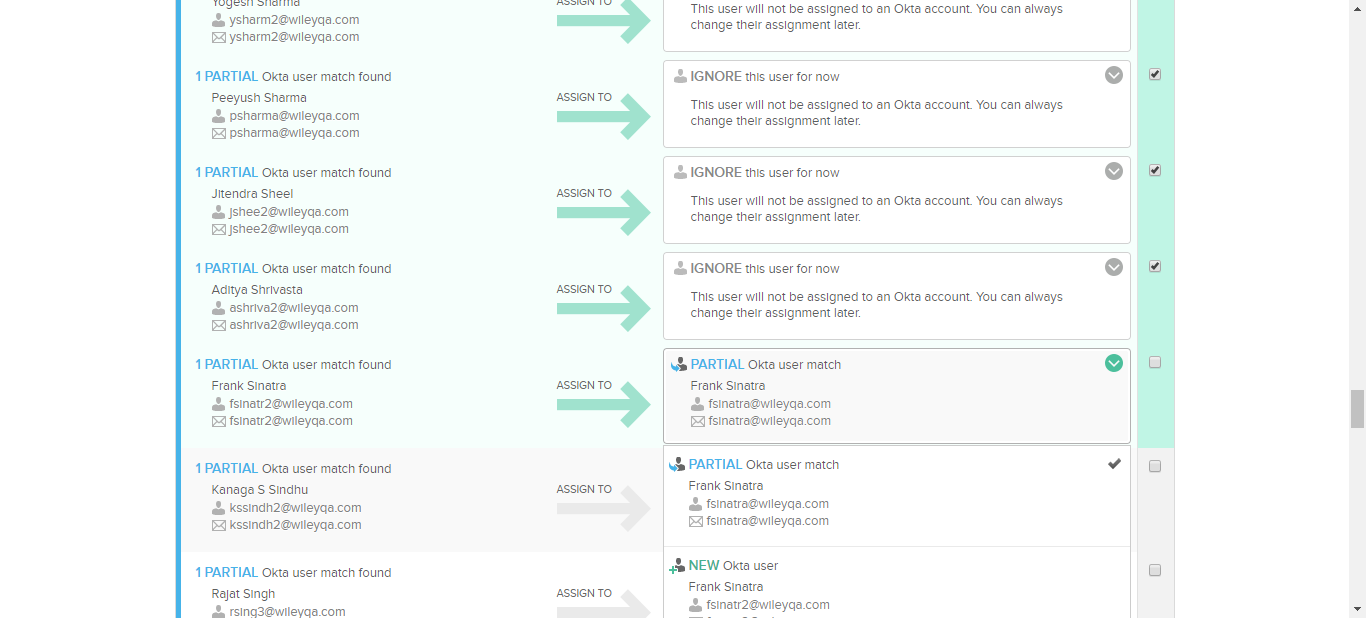 Yogesh Sharma
ysharm2@wileyqa.com
ysharm2@wileyqa.com
ASSIGN TO
This user will not be assigned to an Okta account. You can always
change their assignment later.
1 PARTIAL Okta user match found
Peeyush Sharma
psharma@wileyqa.com
psharma@wileyqa.com
ASSIGN TO
IGNORE this user for now
This user will not be assigned to an Okta account. You can always
change their assignment later.
1 PARTIAL Okta user match found
Jitendra Sheel
jshee2@wileyqa.com
jshee2@wileyqa.com
ASSIGN TO
IGNORE this user for now
This user will not be assigned to an Okta account. You can always
change their assignment later.
1 PARTIAL Okta user match found
Aditya Shrivasta
ashriva2@wileyqa.com
ashriva2@wileyqa.com
ASSIGN TO
IGNORE this user for now
This user will not be assigned to an Okta account. You can always
change their assignment later.
1 PARTIAL Okta user match found
Frank Sinatra
fsinatr2@wileyqa.com
fsinatr2@wileyqa.com
ASSIGN TO
PARTIAL Okta user match
Frank Sinatra
fsinatra@wileyqa.com
fsinatra@wileyqa.com
1 PARTIAL Okta user match found
Kanaga S Sindhu
kssindh2@wileyqa.com
kssindh2@wileyqa.com
ASSIGN TO
PARTIAL Okta user match
Frank Sinatra
fsinatra@wileyqa.com
fsinatra@wileyqa.com
1 PARTIAL Okta user match found
Rajat Singh
rsing3@wileyqa.com
ASSIGN TO
NEW Okta user
Frank Sinatra
fsinatr2@wileyqa.com